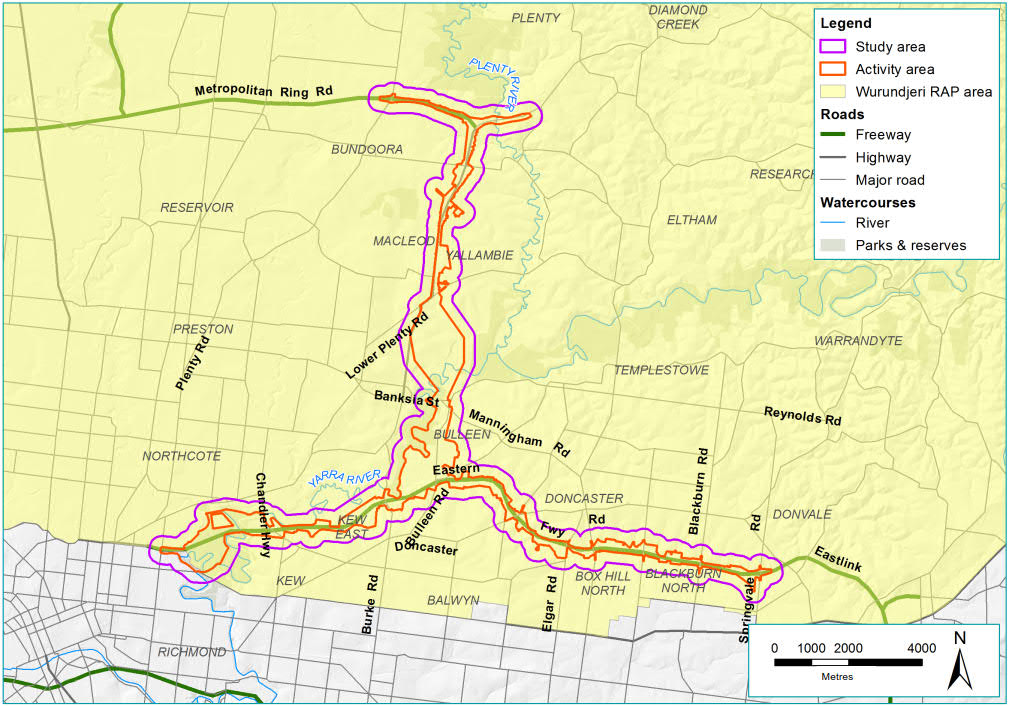 PLENTY
DIAMOND
CREEK
Legend
Study area
Activity area
Wurundjeri RAP area
Roads
Freeway
Highway
Major road
Watercourses
River
Parks & reserves
PLENTY RIVER
Metropolitan Ring Rd
BUNDOORA
RESEARCH
RESERVOIR
ELTHAM
MACLEOD
YALLAMBIE
PRESTON
Plenty Rd
Lower Plenty Rd
WARRANDYTE
TEMPLESTOWE
Banksia St
Manningham Rd
Reynolds Rd
BULLEEN
NORTHCOTE
YARRA RIVER
Eastern
Chandler Hwy
Bulleen Rd
DONCASTER
Blackburn Rd
KEW
EAST
Fwy
Rd
Rd
DONVALE
Doncaster
Eastlink
KEW
Burke Rd
BALWYN
Elgar Rd
BOX HILL
NORTH
BLACKBURN
NORTH
Springvale
RICHMOND
N
0 1000 2000 4000
Metres